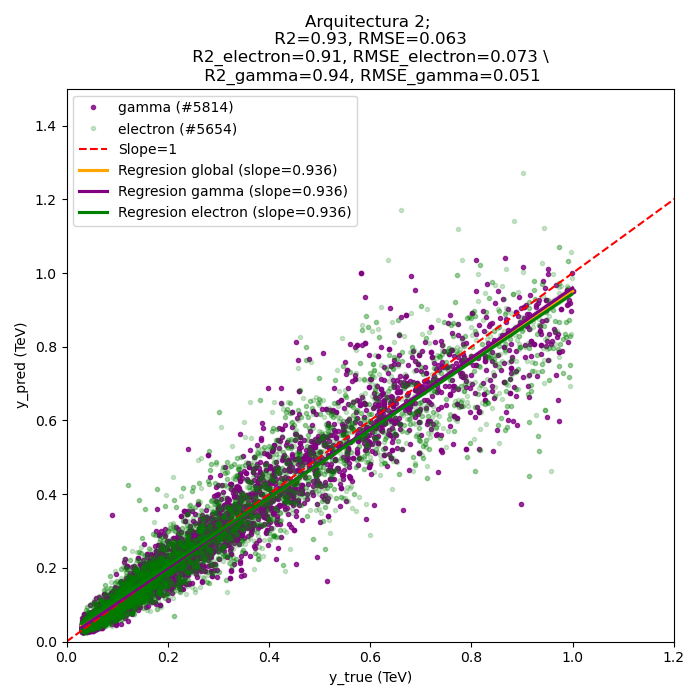 Arquitectura 2;
R2=0.93, RMSE=0.063
R2_electron=0.91, RMSE_electron=0.073 \
R2_gamma=0.94, RMSE_gamma=0.051
gamma (#5814)
electron (#5654)
Slope=1
Regresion global (slope=0.936)
Regresion gamma (slope=0.936)
Regresion electron (slope=0.936)
y_pred (TeV)
1.4
1.2
1.0
0.8
0.6
0.4
0.2
0.0
0.0 0.2 0.4 0.6 0.8 1.0 1.2
y_true (TeV)